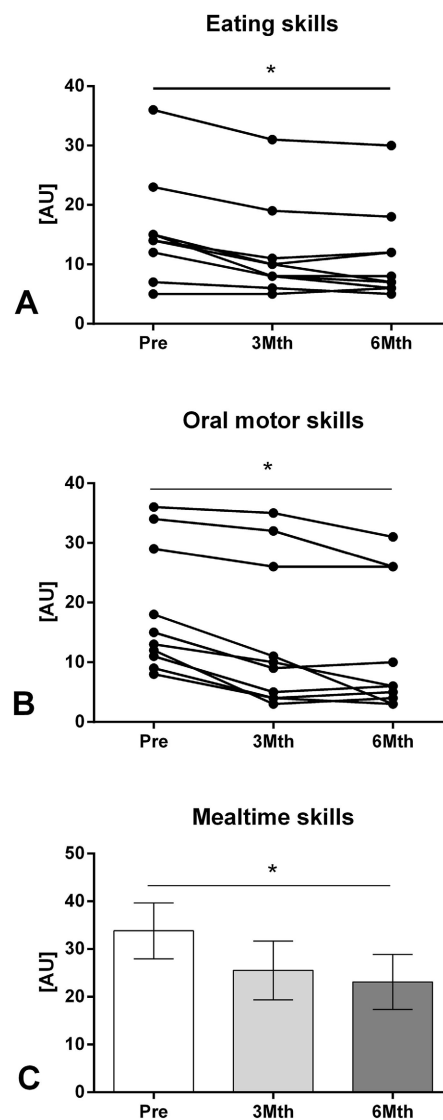 Eating skills
*
40
30
20
10
0
[AU]
Pre 3Mth 6Mth
A
Oral motor skills
*
40
30
20
10
0
[AU]
Pre 3Mth 6Mth
B
Mealtime skills
*
50
40
30
20
10
0
[AU]
Pre 3Mth 6Mth
C